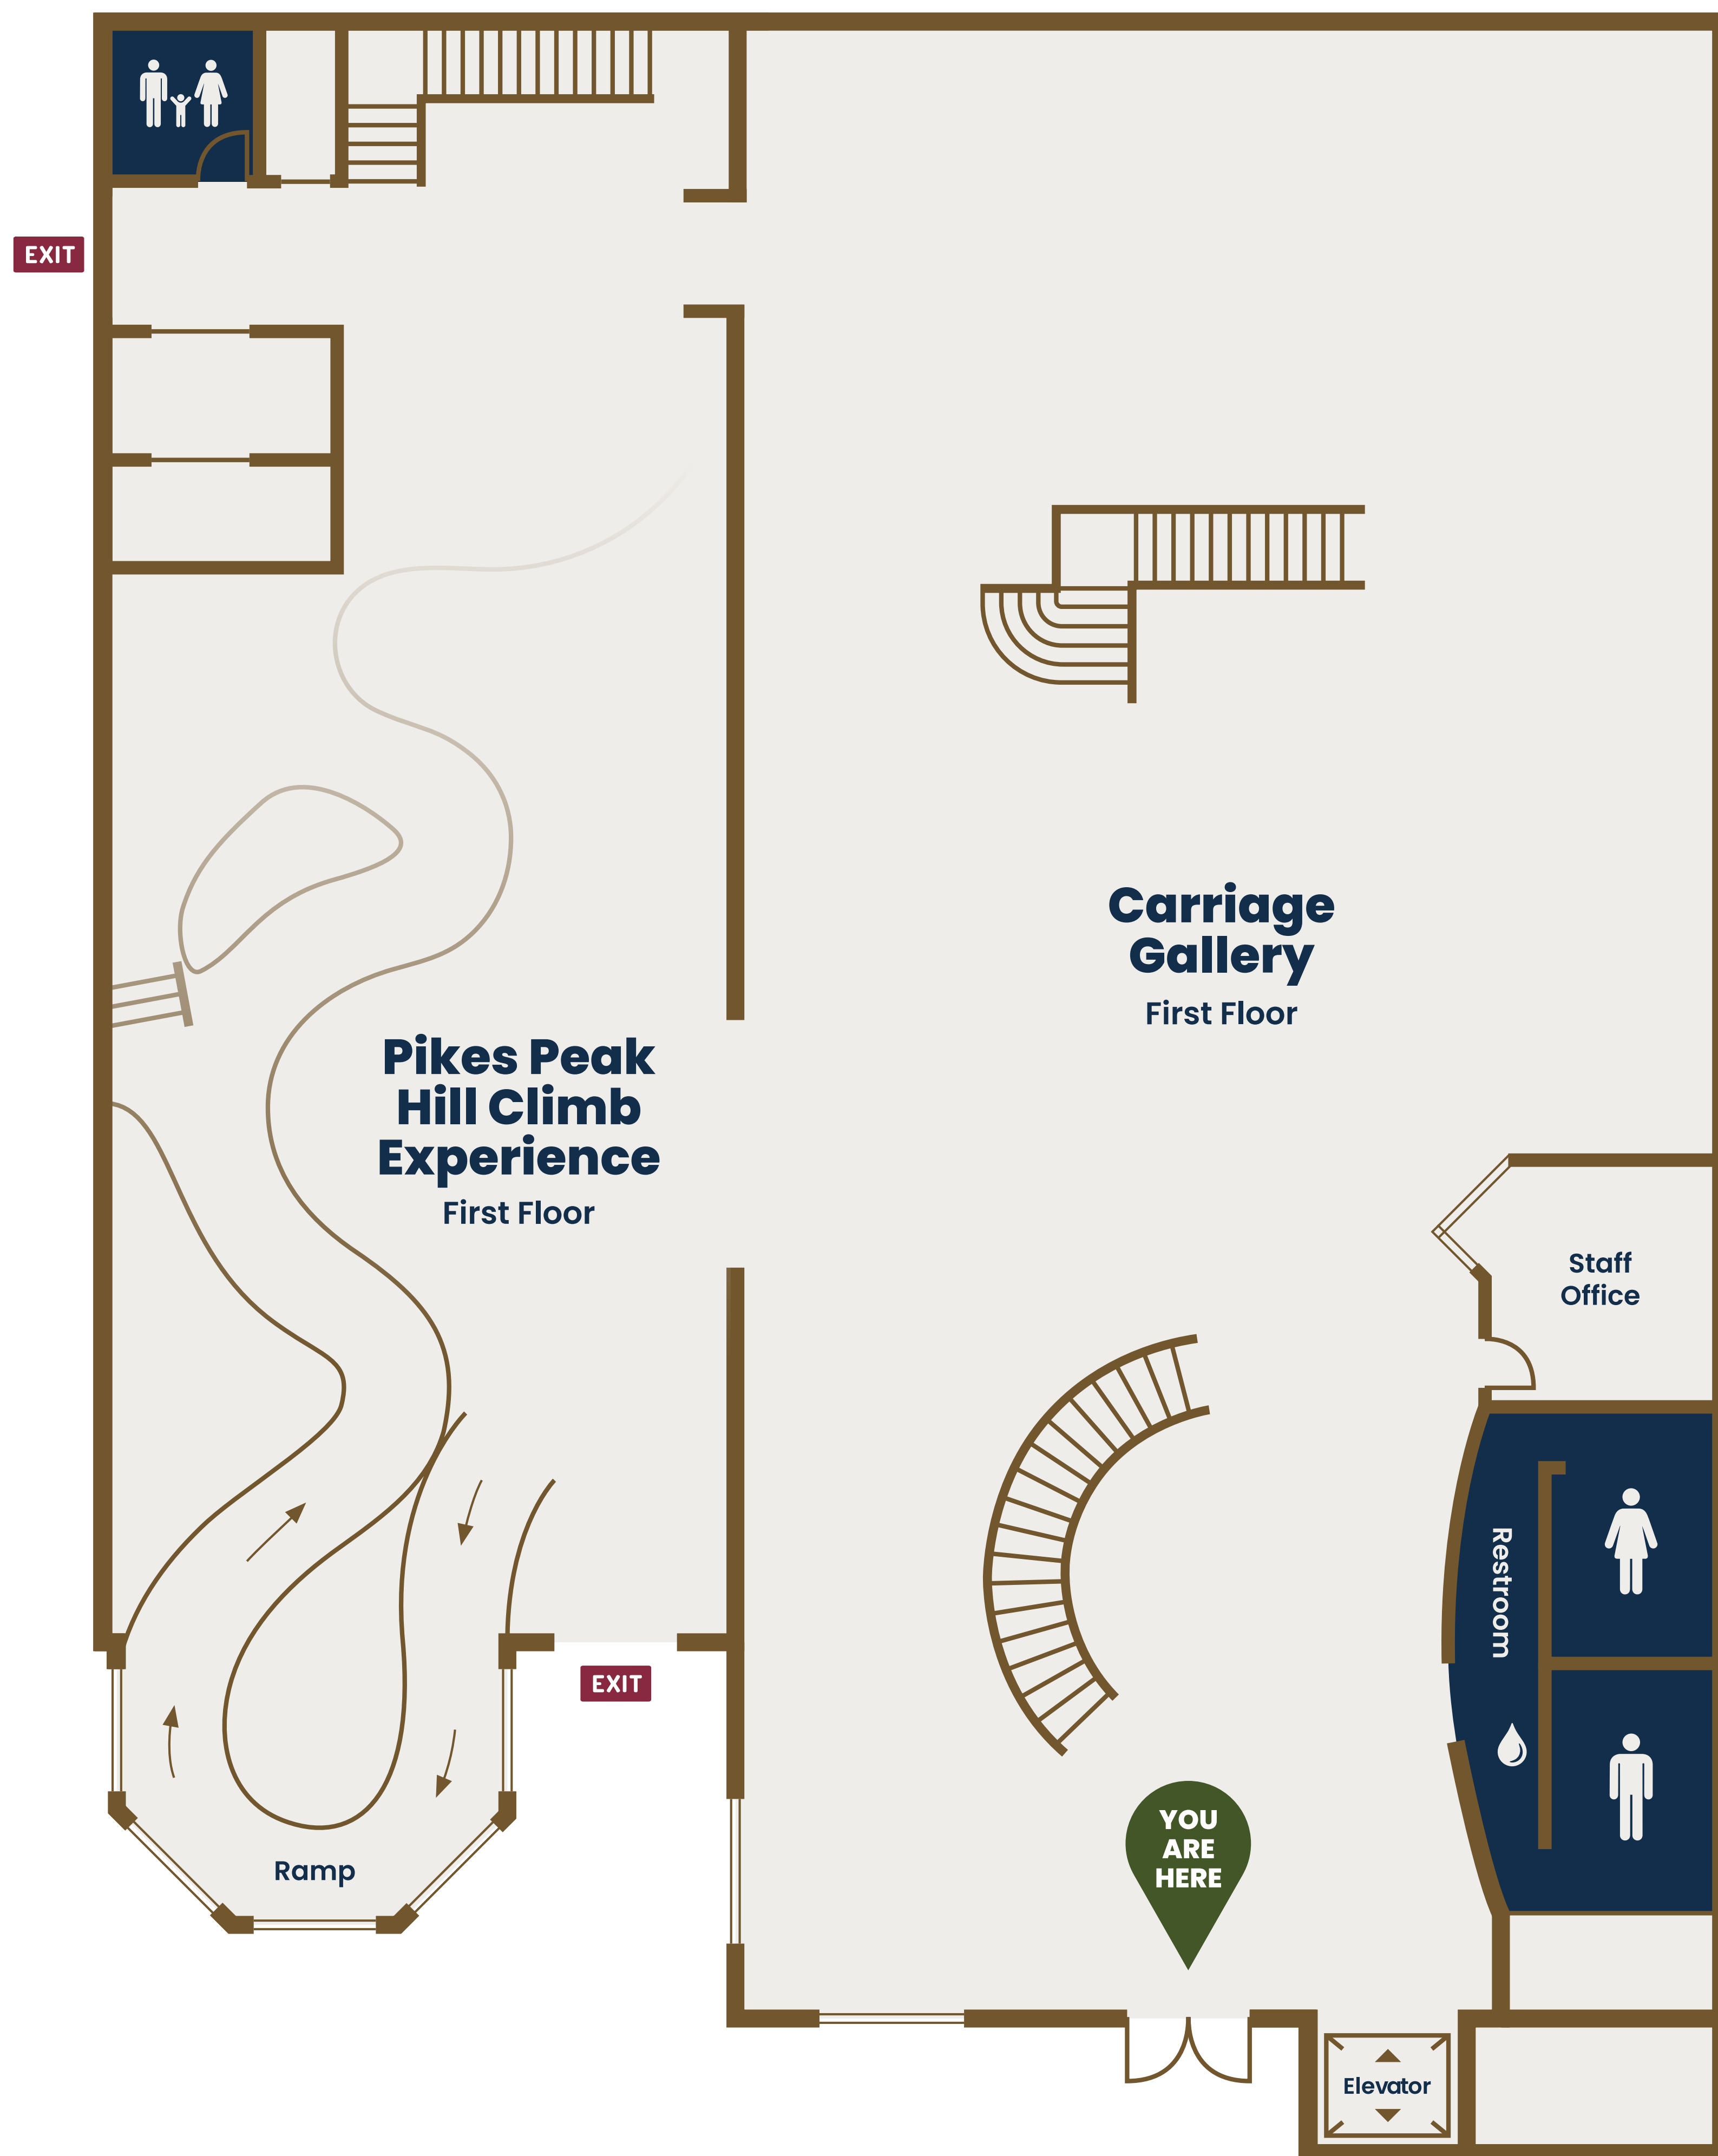 EXIT
Carriage
Gallery
First Floor
Pikes Peak
Hill Climb
Experience
First Floor
Staff
Office
Restroom
EXIT
YOU
ARE
HERE
Ramp
Elevator